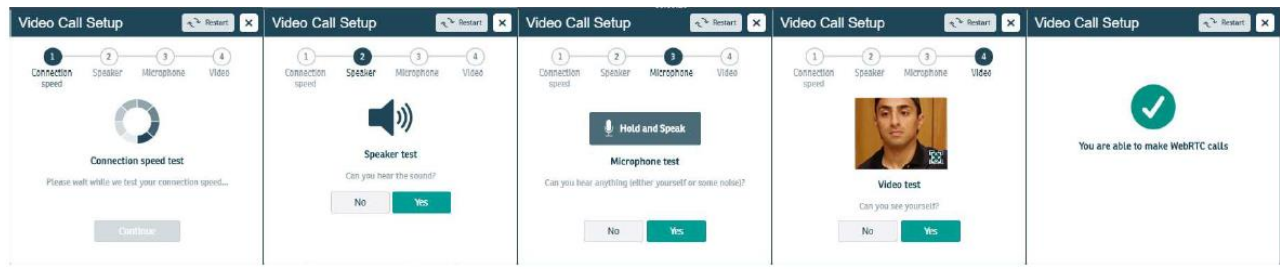 Video Call Setup
Restart
1
2
3
4
Connection speed
Speaker
Microphone
Video
Connection speed test
Please wait while we test your connection speed...
Continue
Video Call Setup
Restart
1
2
3
4
Connection speed
Speaker
Microphone
Video
Speaker test
Can you hear the sound?
No
Yes
Video Call Setup
Restart
1
2
3
4
Connection speed
Speaker
Microphone
Video
Hold and Speak
Microphone test
Can you hear anything (either yourself or some noise)?
No
Yes
Video Call Setup
Restart
1
2
3
4
Connection speed
Speaker
Microphone
Video
Video test
Can you see yourself?
No
Yes
Video Call Setup
Restart
You are able to make WebRTC calls